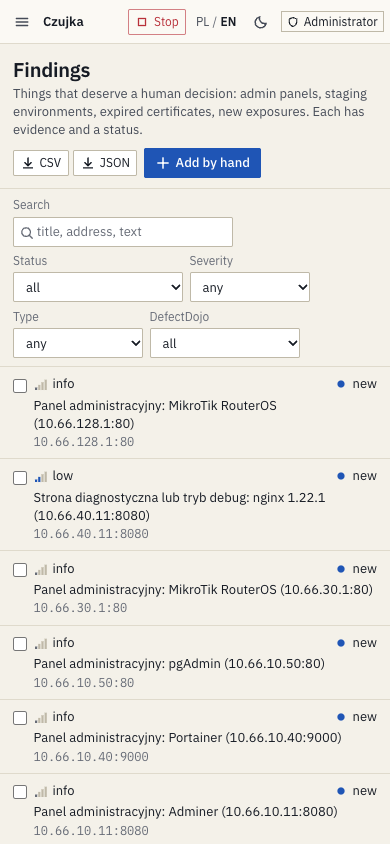 Czujka
Stop
PL / EN
Administrator
Findings
Things that deserve a human decision: admin panels, staging
environments, expired certificates, new exposures. Each has
evidence and a status.
CSV
JSON
Add by hand
Search
title, address, text
Status
Severity
all
any
Type
DefectDojo
any
all
info
new
Panel administracyjny: MikroTik RouterOS
(10.66.128.1:80)
10.66.128.1:80
low
new
Strona diagnostyczna lub tryb debug: nginx 1.22.1
(10.66.40.11:8080)
10.66.40.11:8080
info
new
Panel administracyjny: MikroTik RouterOS (10.66.30.1:80)
10.66.30.1:80
info
new
Panel administracyjny: pgAdmin (10.66.10.50:80)
10.66.10.50:80
info
new
Panel administracyjny: Portainer (10.66.10.40:9000)
10.66.10.40:9000
info
new
Panel administracyjny: Adminer (10.66.10.11:8080)
10.66.10.11:8080